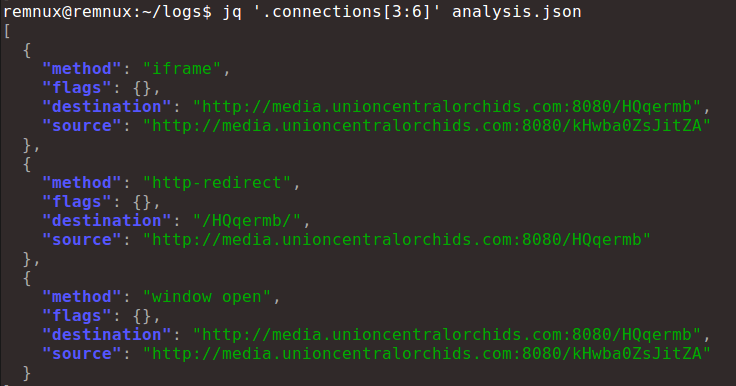 remnux@remnux:~/logs$ jq '.connections[3:6]' analysis.json
[
  {
    "method": "iframe",
    "flags": {},
    "destination": "http://media.unioncentralorchids.com:8080/HQqermb",
    "source": "http://media.unioncentralorchids.com:8080/kHwba0ZsJitZA"
  },
  {
    "method": "http-redirect",
    "flags": {},
    "destination": "/HQqermb/",
    "source": "http://media.unioncentralorchids.com:8080/HQqermb"
  },
  {
    "method": "window open",
    "flags": {},
    "destination": "http://media.unioncentralorchids.com:8080/HQqermb",
    "source": "http://media.unioncentralorchids.com:8080/kHwba0ZsJitZA"
  }